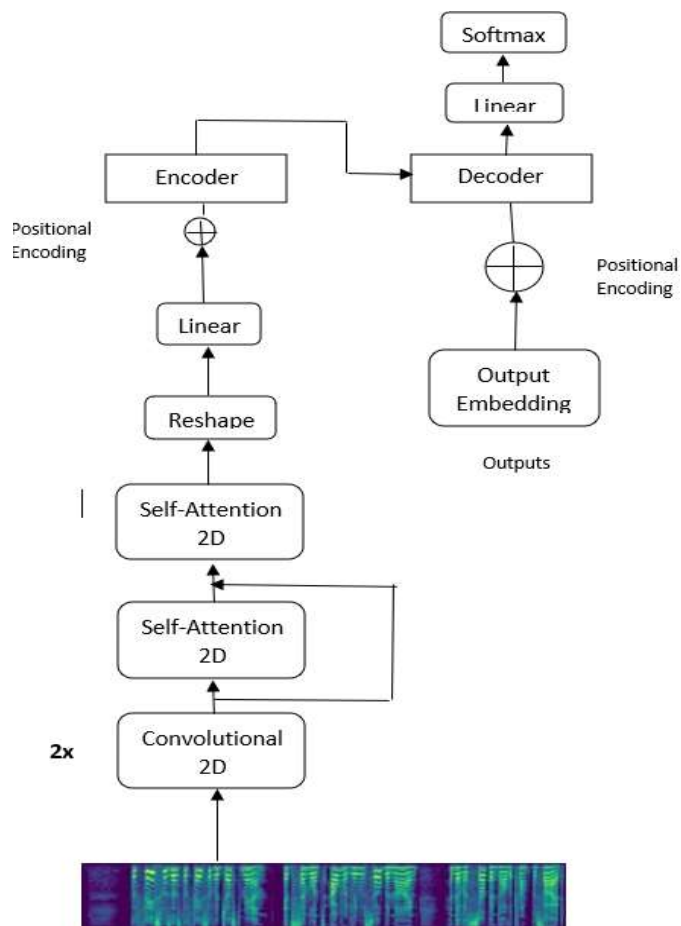 Softmax
Linear
Encoder
Decoder
Positional
Encoding
Positional
Encoding
Linear
Output
Embedding
Reshape
Outputs
Self-Attention
2D
Self-Attention
2D
2x
Convolutional
2D